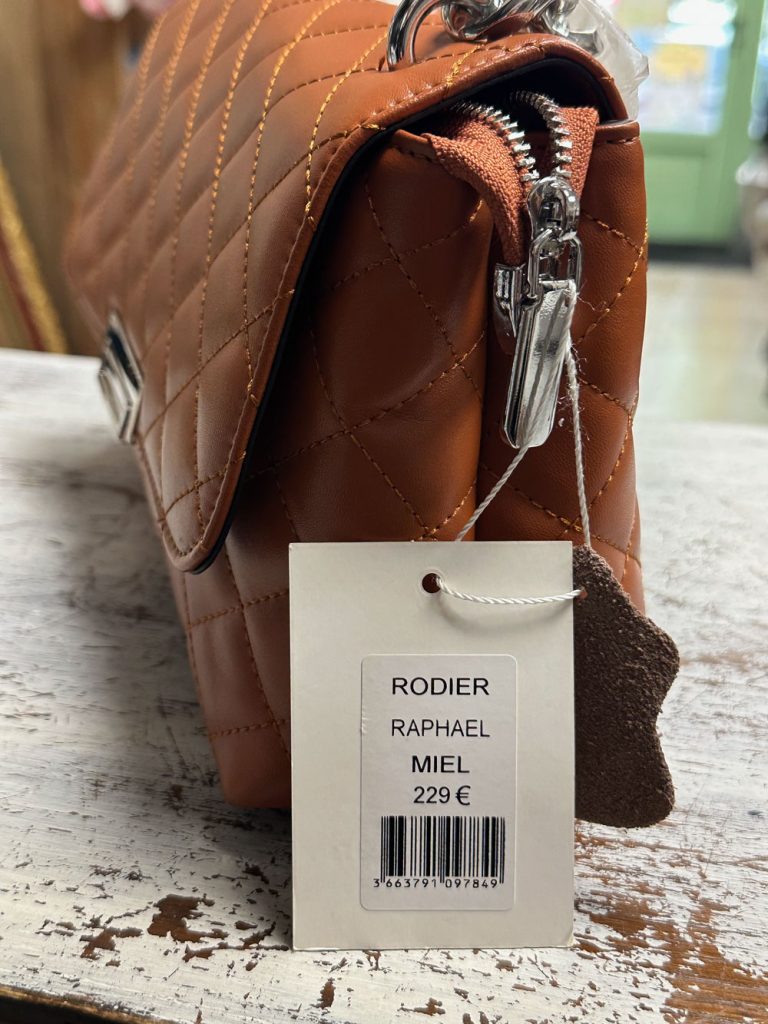 RODIER
RAPHAEL
MIEL
229 €
3 663791 097849